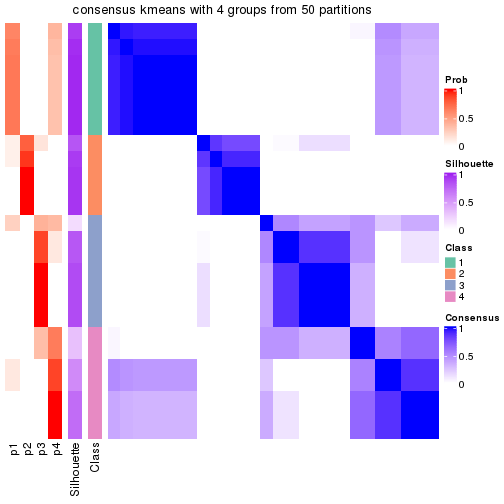 consensus kmeans with 4 groups from 50 partitions
Prob
1
0.5
0
Silhouette
1
0.5
0
Class
1
2
3
4
Consensus
1
0.5
0
p1
p2
p3
p4
Silhouette
Class